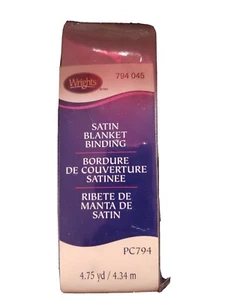 794 045
Wrights
SATIN
BLANKET
BINDING
BORDURE
DE COUVERTURE
SATINEE
RIBETE DE
MANTA DE
SATIN
PC794
4.75 yd / 4.34 m